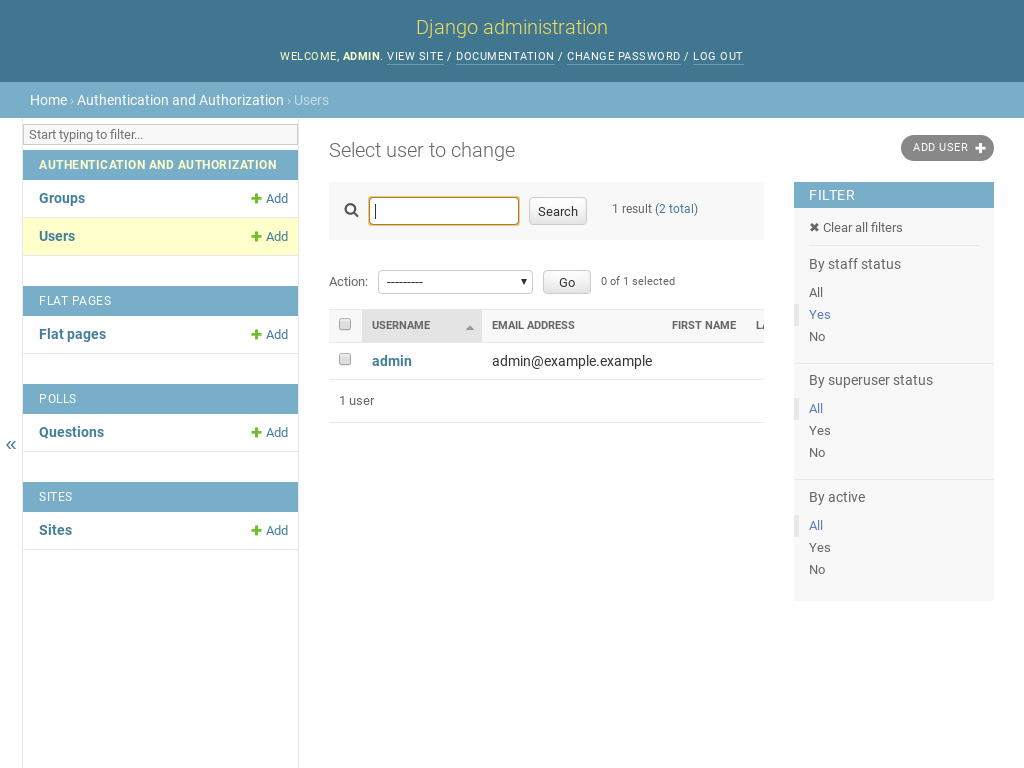 Django administration
WELCOME, ADMIN. VIEW SITE / DOCUMENTATION / CHANGE PASSWORD / LOG OUT
Home › Authentication and Authorization › Users
Start typing to filter...
AUTHENTICATION AND AUTHORIZATION
Groups Add
Users Add
FLAT PAGES
Flat pages Add
POLLS
Questions Add
SITES
Sites Add
«
Select user to change
ADD USER
Search 1 result (2 total)
Action: --------- Go 0 of 1 selected
USERNAME EMAIL ADDRESS FIRST NAME
admin admin@example.example
1 user
FILTER
✖ Clear all filters
By staff status
All
Yes
No
By superuser status
All
Yes
No
By active
All
Yes
No